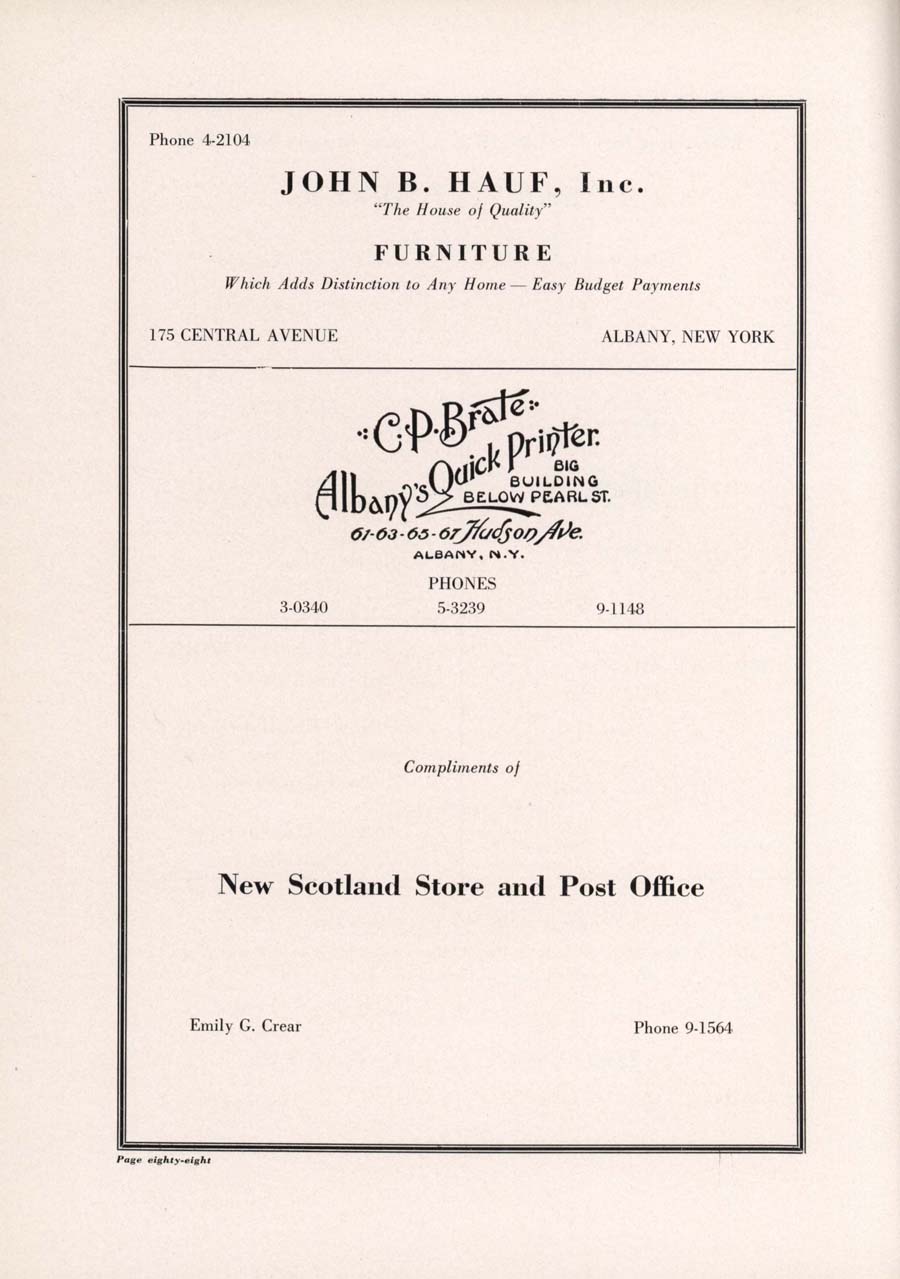 Phone 4-2104
JOHN B. HAUF, Inc.
"The House of Quality"
FURNITURE
Which Adds Distinction to Any Home — Easy Budget Payments
175 CENTRAL AVENUE ALBANY, NEW YORK
C. P. Brate
Albany's Quick Printer.
BIG
BUILDING
BELOW PEARL ST.
61-63-65-67 Hudson Ave.
ALBANY, N.Y.
PHONES
3-0340 5-3239 9-1148
Compliments of
New Scotland Store and Post Office
Emily G. Crear Phone 9-1564
Page eighty-eight